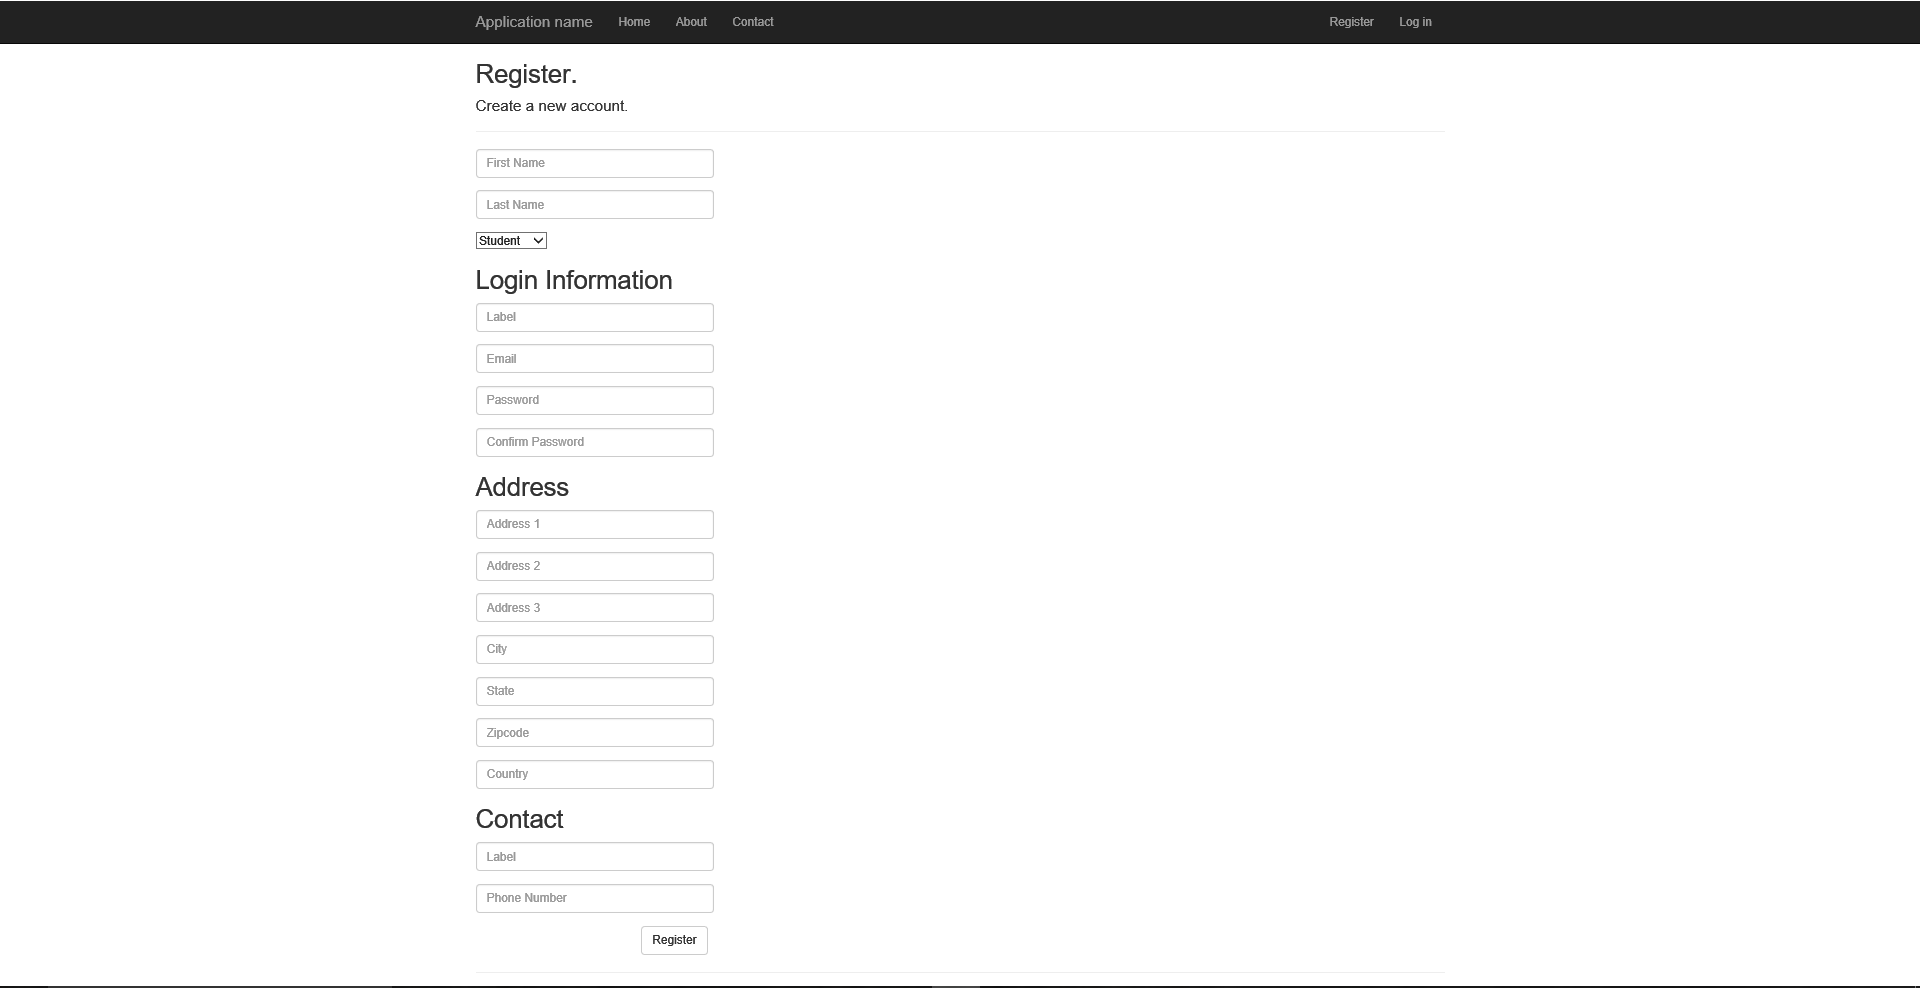 Application name Home About Contact Register Log in
Register.
Create a new account.
First Name
Last Name
Student
Login Information
Label
Email
Password
Confirm Password
Address
Address 1
Address 2
Address 3
City
State
Zipcode
Country
Contact
Label
Phone Number
Register